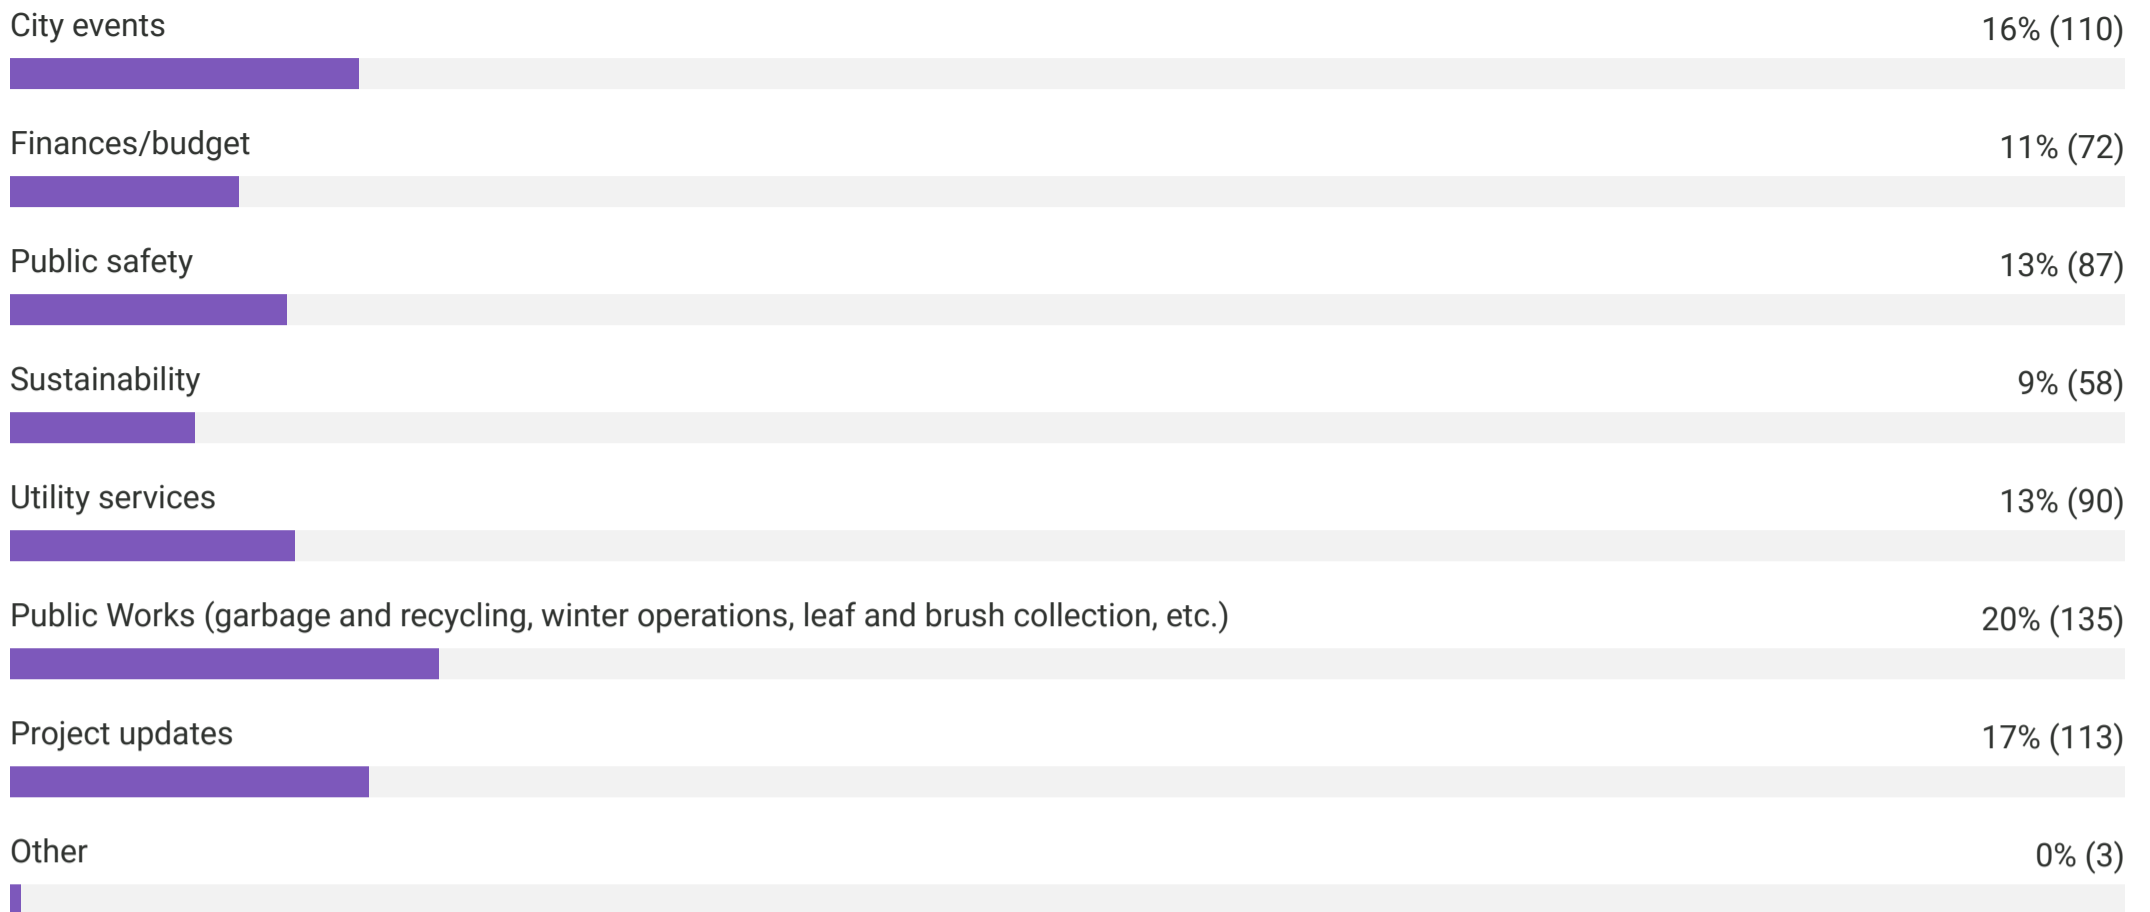 City events 16% (110)
Finances/budget 11% (72)
Public safety 13% (87)
Sustainability 9% (58)
Utility services 13% (90)
Public Works (garbage and recycling, winter operations, leaf and brush collection, etc.) 20% (135)
Project updates 17% (113)
Other 0% (3)